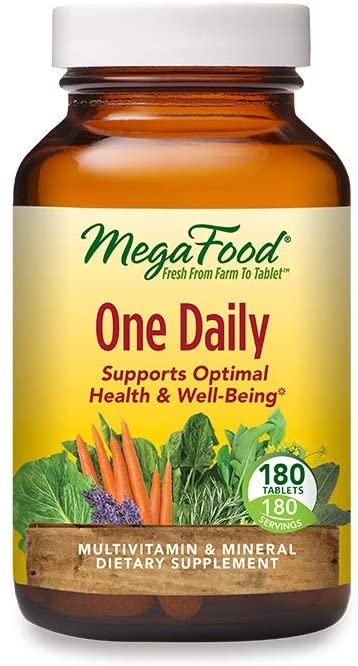 MegaFood®
Fresh From Farm To Tablet™
One Daily
Supports Optimal
Health & Well-Being*
180
TABLETS
180
SERVINGS
MULTIVITAMIN & MINERAL
DIETARY SUPPLEMENT